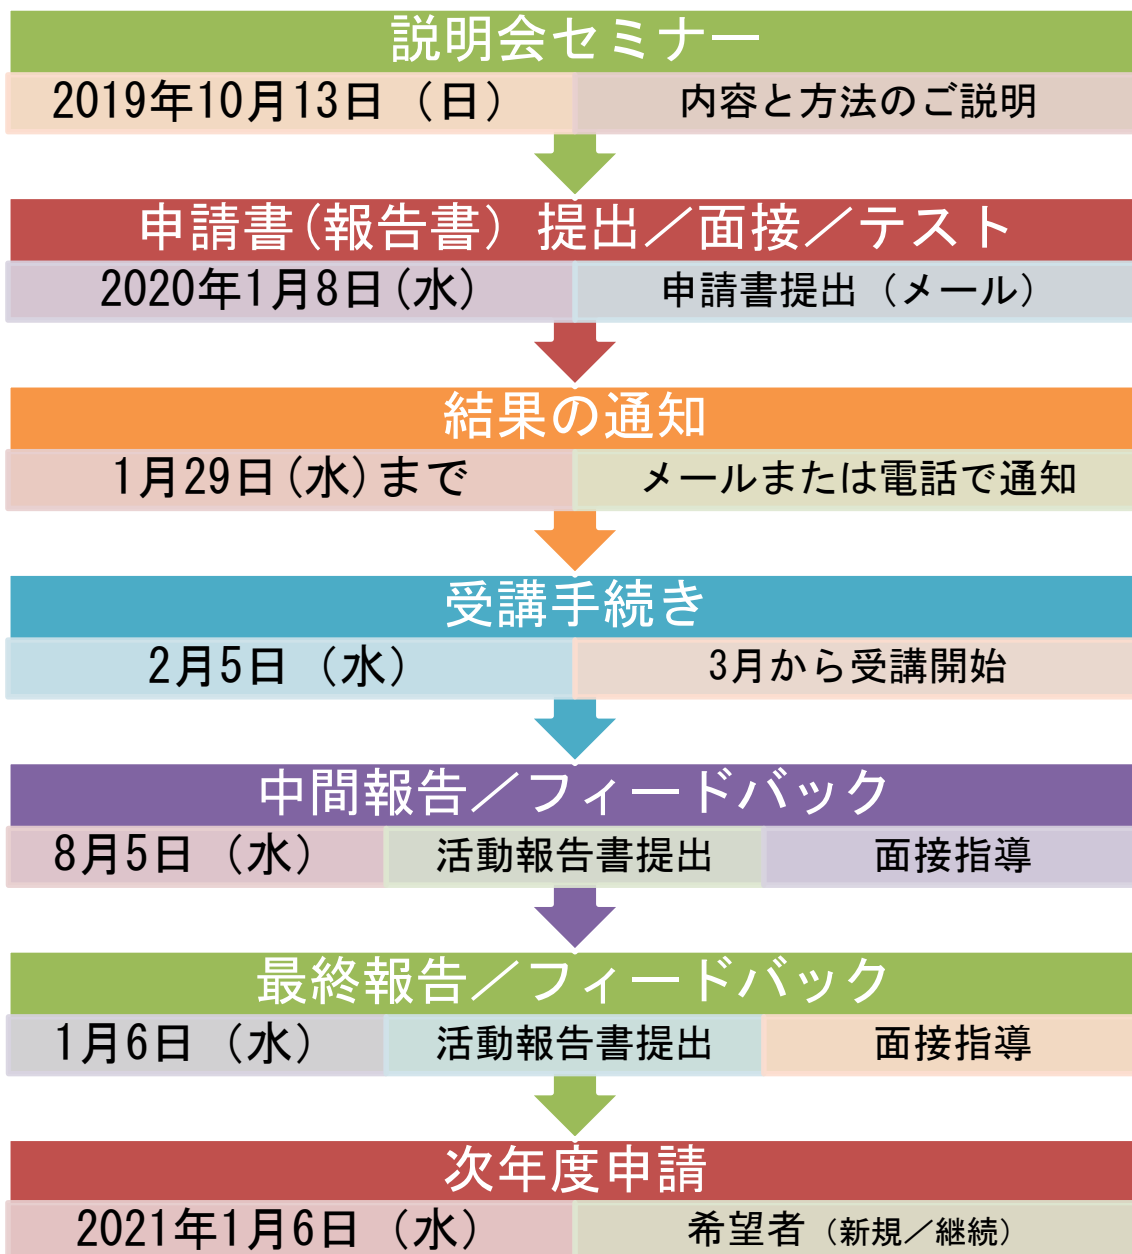 説明会セミナー
2019年10月13日（日） 内容と方法のご説明
申請書(報告書）提出／面接／テスト
2020年1月8日(水） 申請書提出（メール）
結果の通知
1月29日(水)まで メールまたは電話で通知
受講手続き
2月5日（水） 3月から受講開始
中間報告／フィードバック
8月5日（水） 活動報告書提出 面接指導
最終報告／フィードバック
1月6日（水） 活動報告書提出 面接指導
次年度申請
2021年1月6日（水） 希望者（新規／継続）